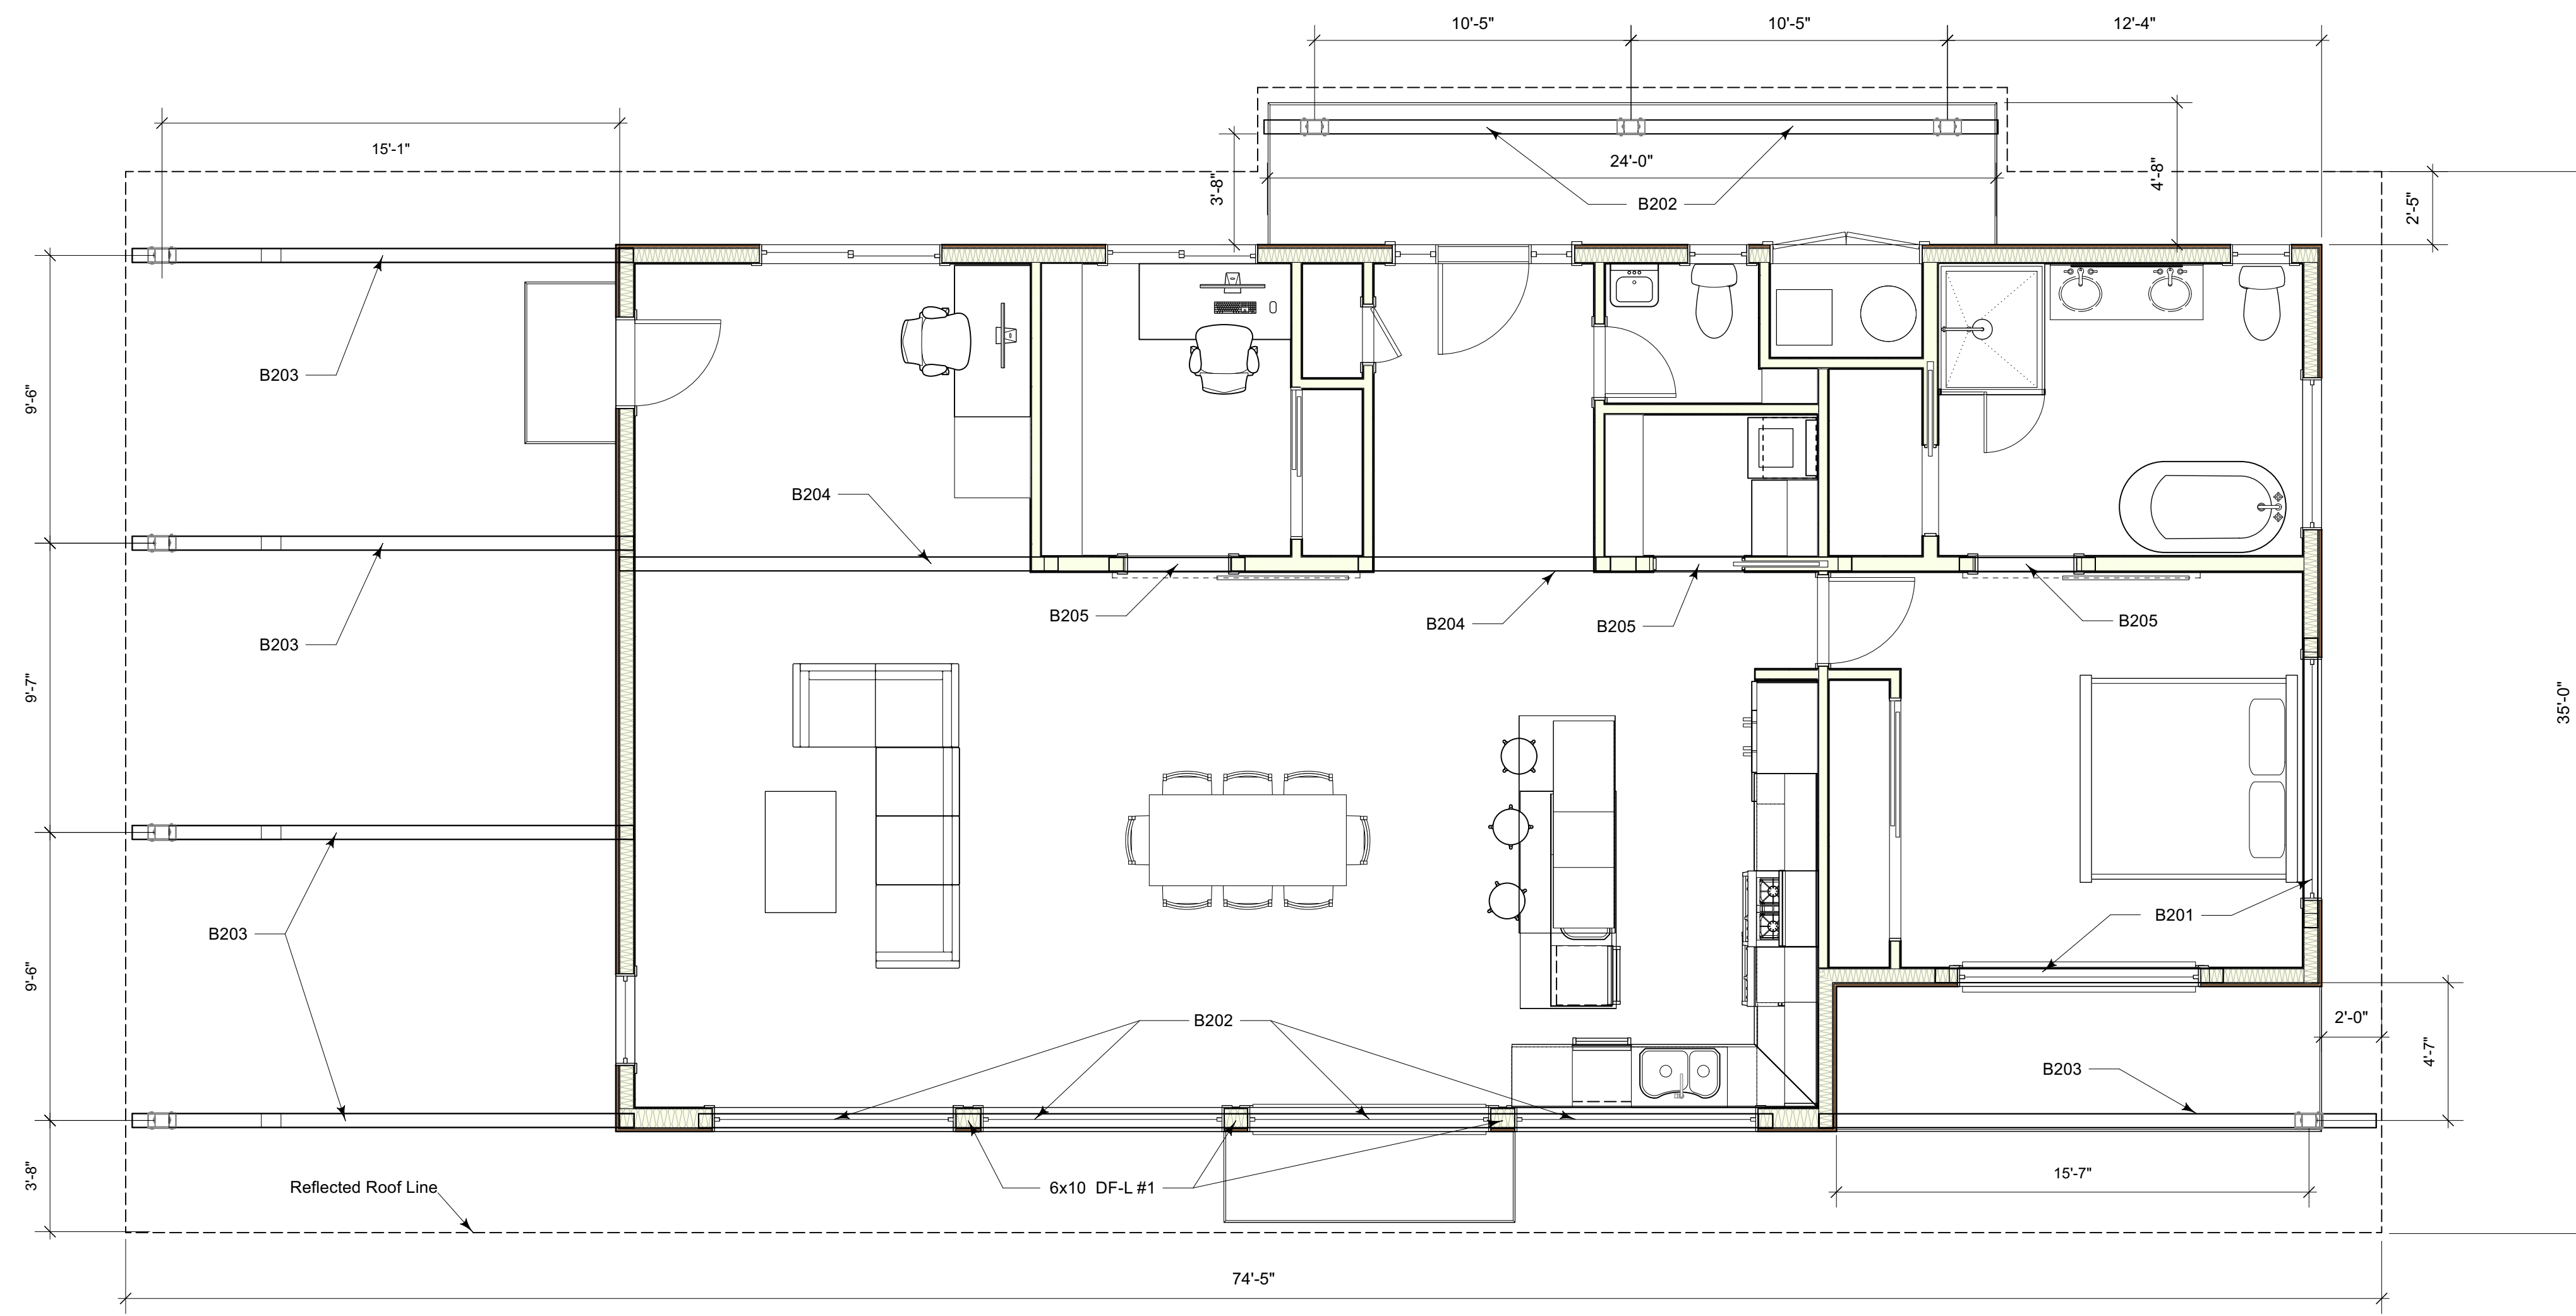 10'-5"
10'-5"
12'-4"
15'-1"
24'-0"
3'-8"
4'-8"
2'-5"
B202
B203
9'-6"
B204
B205
B204
B205
B205
B203
9'-7"
35'-0"
B203
B201
9'-6"
B202
2'-0"
4'-7"
B203
3'-8"
Reflected Roof Line
6x10 DF-L #1
15'-7"
74'-5"